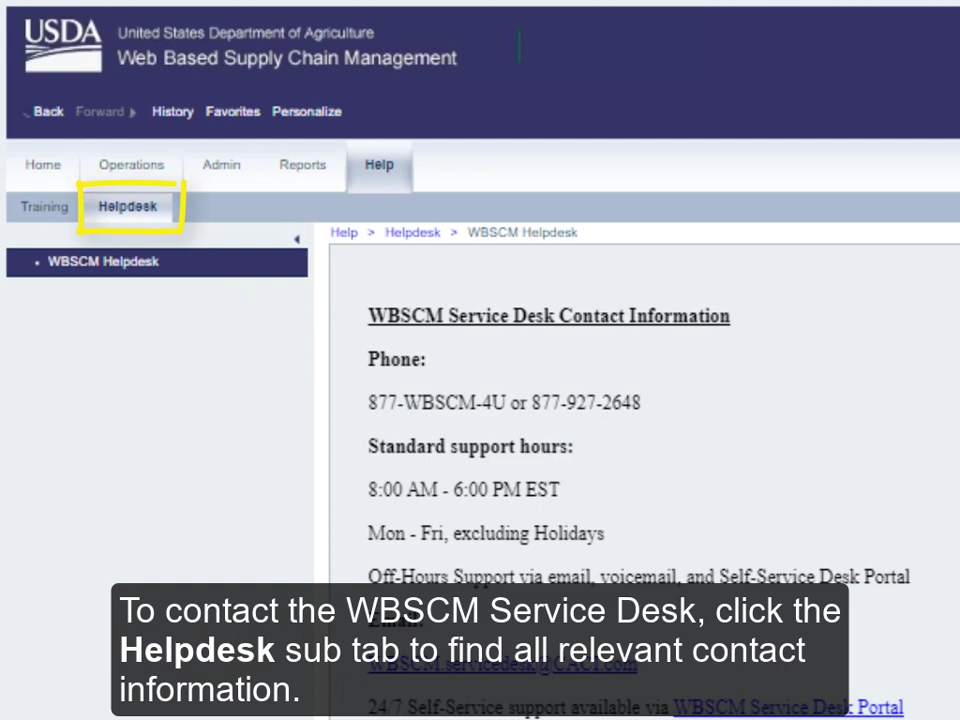 USDA
United States Department of Agriculture
Web Based Supply Chain Management
Back Forward History Favorites Personalize
Home Operations Admin Reports Help
Training Helpdesk
Help > Helpdesk > WBSCM Helpdesk
WBSCM Helpdesk
WBSCM Service Desk Contact Information
Phone:
877-WBSCM-4U or 877-927-2648
Standard support hours:
8:00 AM - 6:00 PM EST
Mon - Fri, excluding Holidays
Off-Hours Support via email, voicemail, and Self-Service Desk Portal
Email:
WBSCM.servicedesk@CACI.com
24/7 Self-Service support available via WBSCM Service Desk Portal
To contact the WBSCM Service Desk, click the
Helpdesk sub tab to find all relevant contact
information.